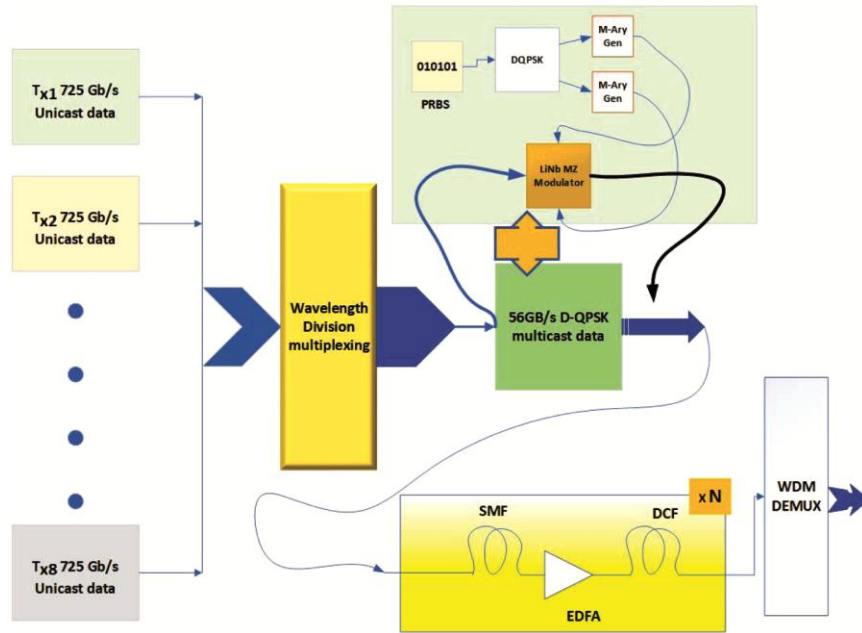 Tx1 725 Gb/s
Unicast data
Tx2 725 Gb/s
Unicast data
Tx8 725 Gb/s
Unicast data
Wavelength
Division
multiplexing
010101
PRBS
DQPSK
M-Ary
Gen
M-Ary
Gen
LiNb MZ
Modulator
56GB/s D-QPSK
multicast data
x N
SMF
DCF
EDFA
WDM
DEMUX